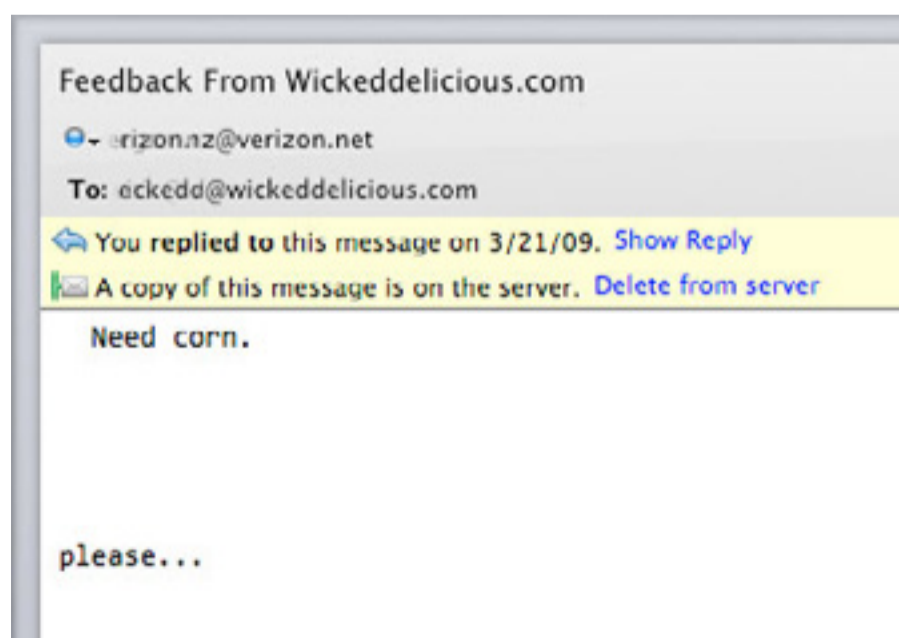 Feedback From Wickeddelicious.com
@verizon.net
To: @wickeddelicious.com
You replied to this message on 3/21/09. Show Reply
A copy of this message is on the server. Delete from server
Need corn.
please...